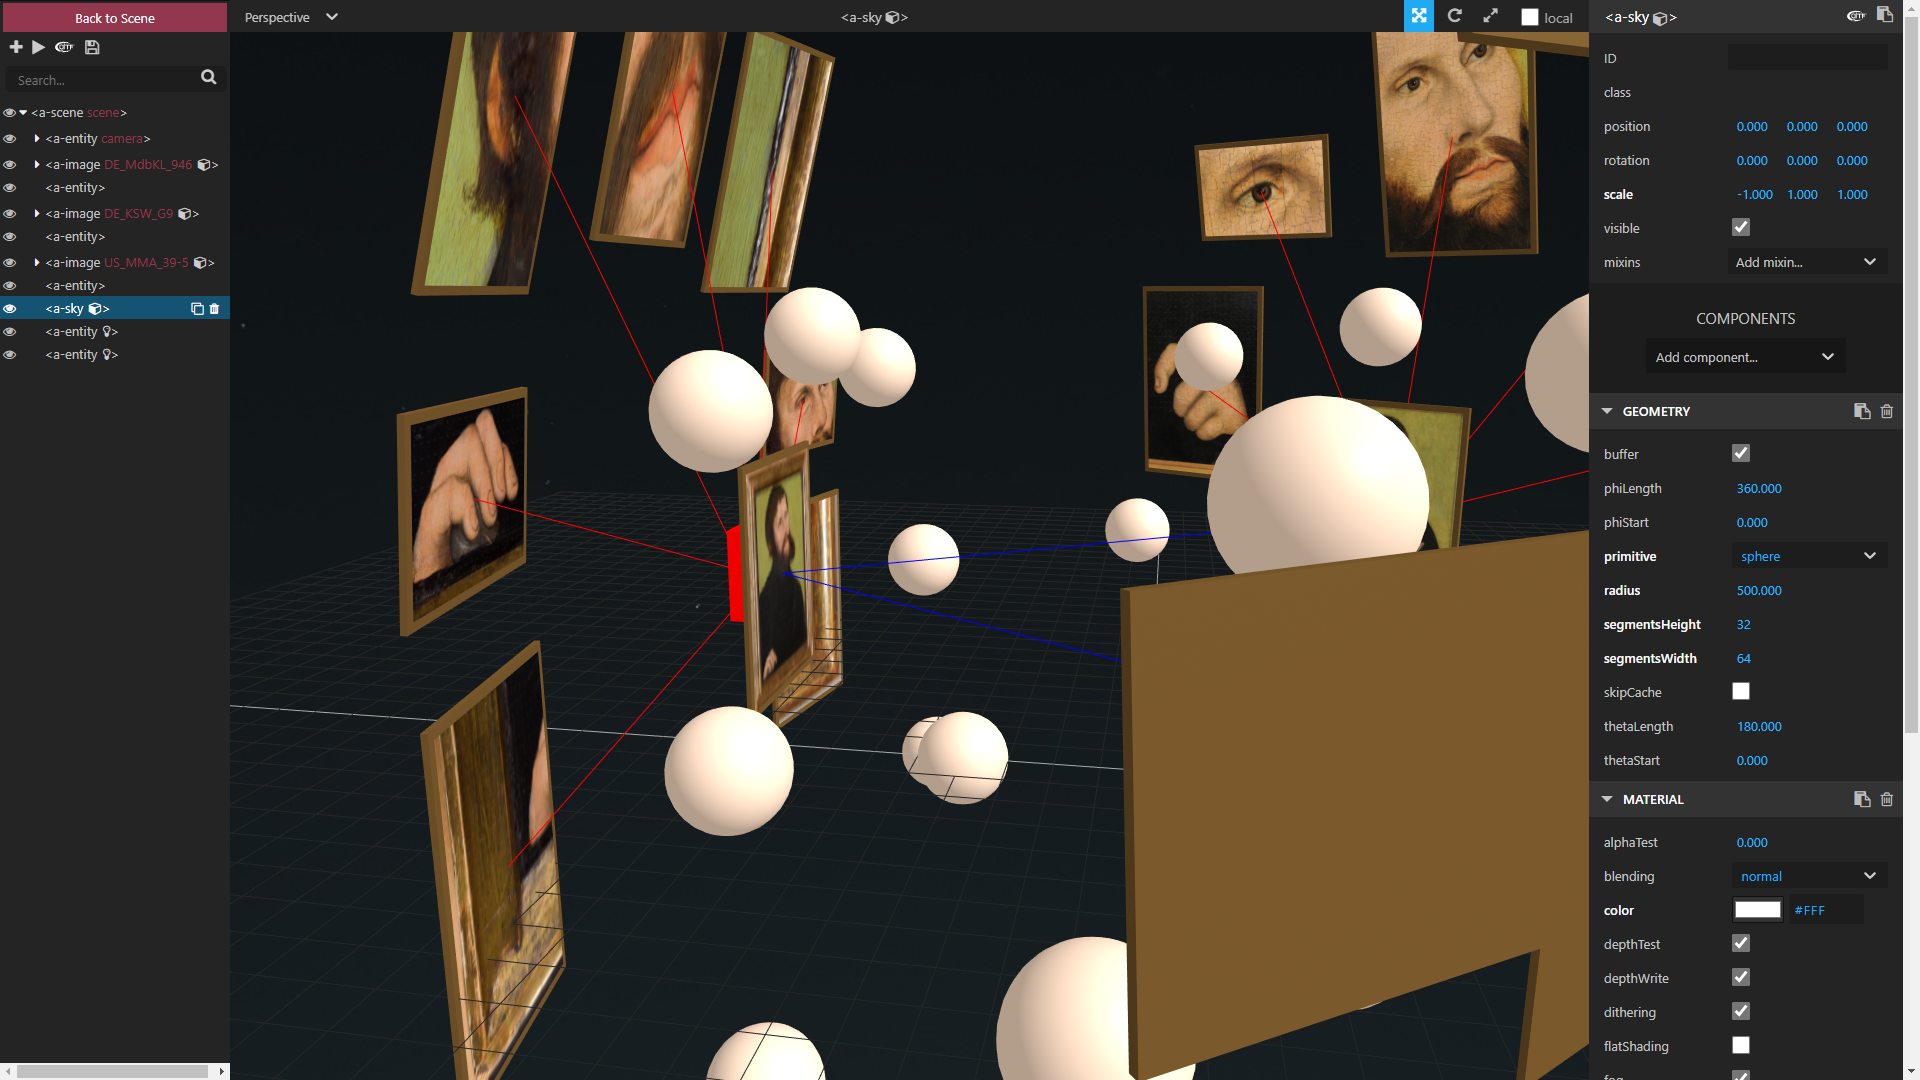 Back to Scene
Search...
<a-scene scene>
<a-entity camera>
<a-image DE_MdbKL_946 >
<a-entity>
<a-image DE_KSW_G9 >
<a-entity>
<a-image US_MMA_39-5 >
<a-entity>
<a-sky >
<a-entity >
<a-entity >
Perspective
<a-sky >
local
<a-sky >
glTF
ID
class
position 0.000 0.000 0.000
rotation 0.000 0.000 0.000
scale -1.000 1.000 1.000
visible
mixins Add mixin...
COMPONENTS
Add component...
GEOMETRY
buffer
phiLength 360.000
phiStart 0.000
primitive sphere
radius 500.000
segmentsHeight 32
segmentsWidth 64
skipCache
thetaLength 180.000
thetaStart 0.000
MATERIAL
alphaTest 0.000
blending normal
color #FFF
depthTest
depthWrite
dithering
flatShading
fog